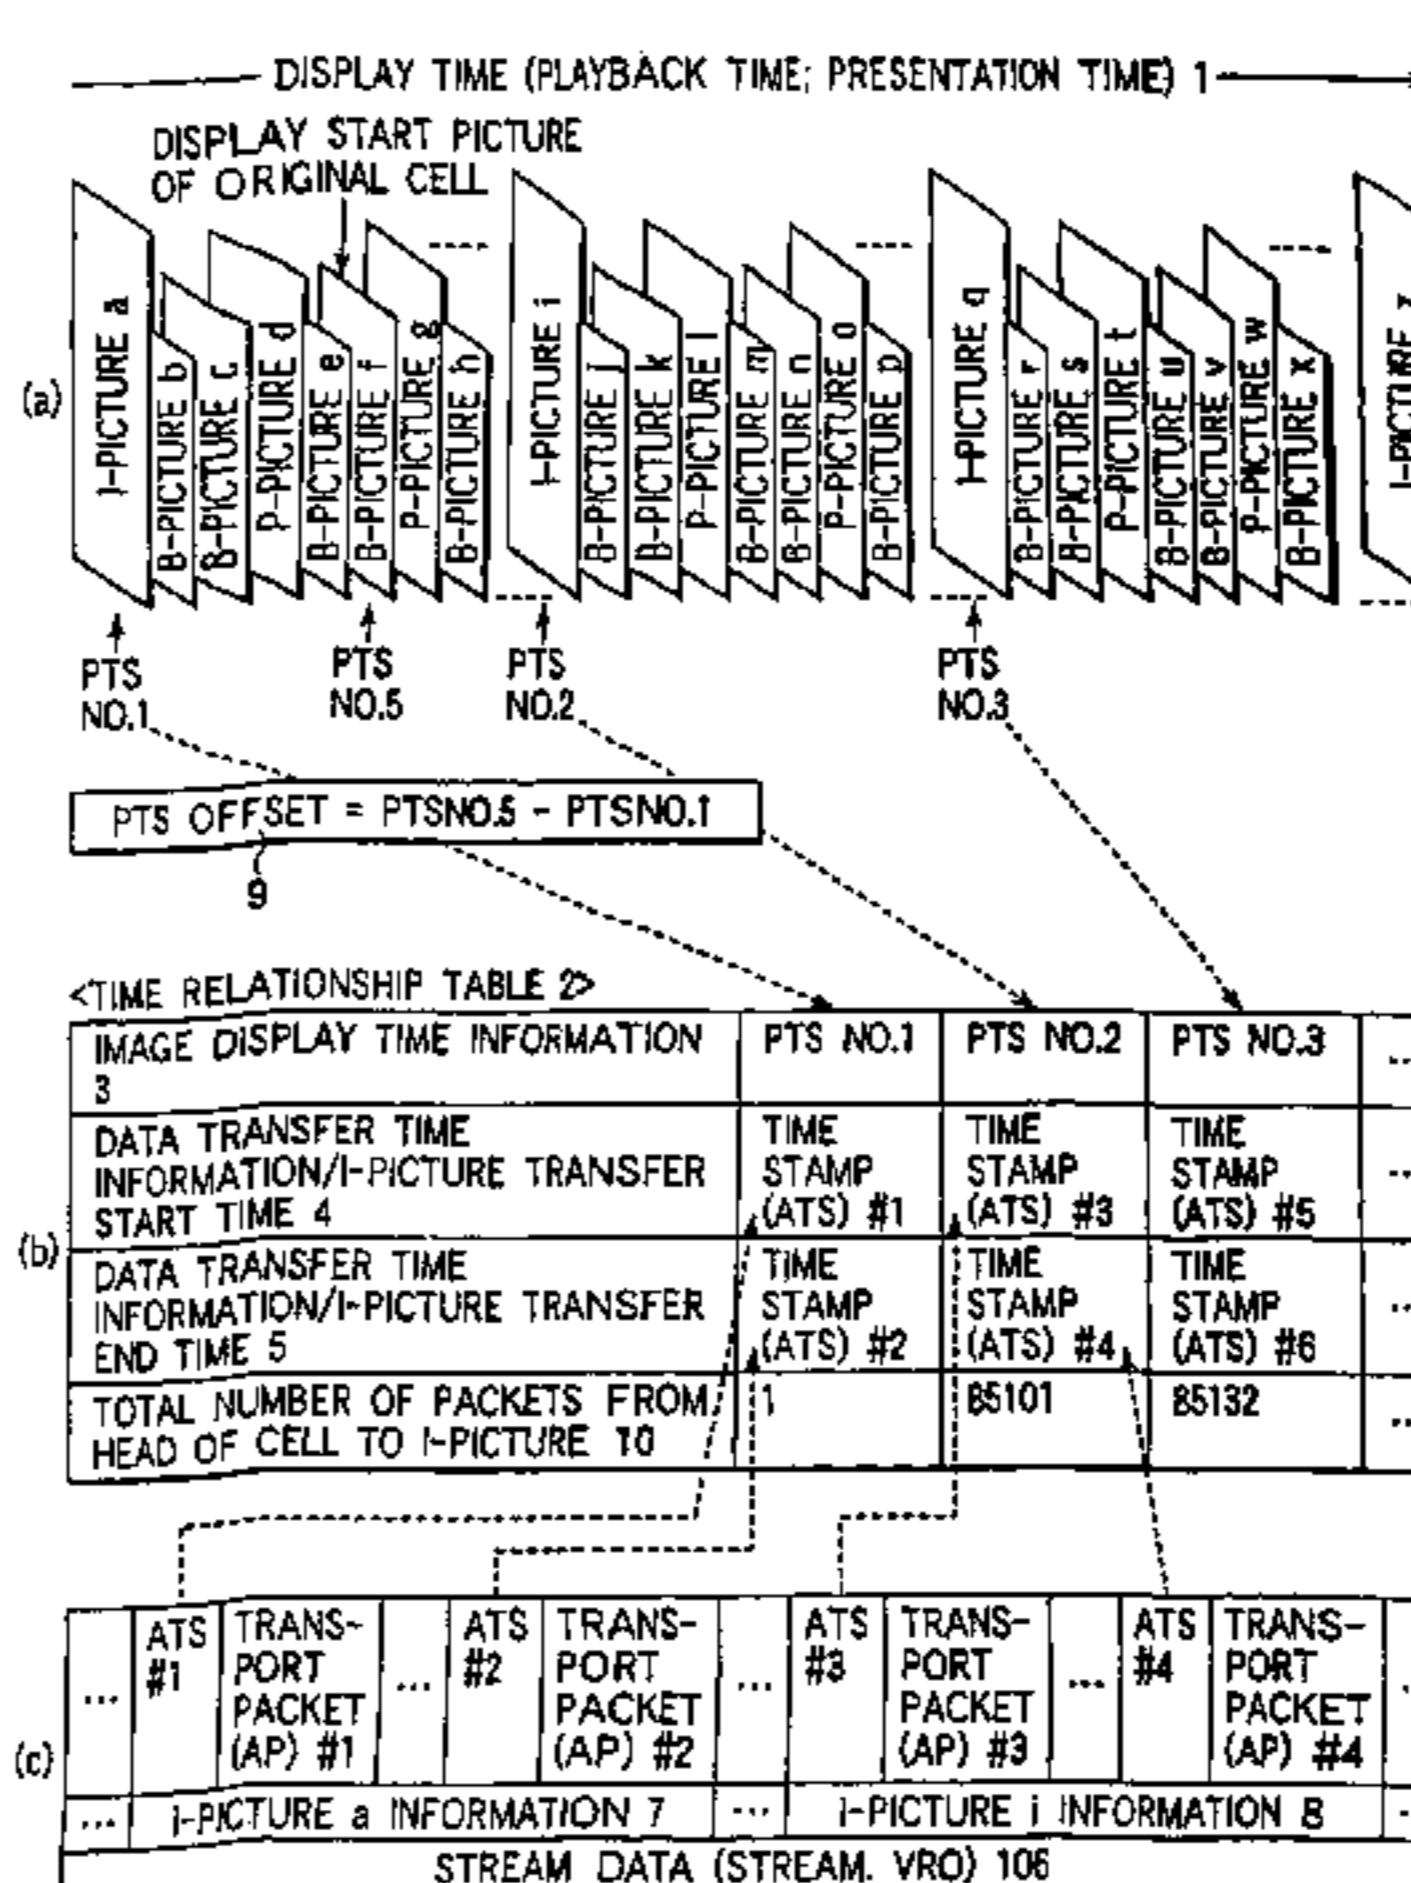 DISPLAY TIME (PLAYBACK TIME; PRESENTATION TIME) 1
DISPLAY START PICTURE
OF ORIGINAL CELL
(a)
I-PICTURE a
B-PICTURE b
B-PICTURE c
P-PICTURE d
B-PICTURE e
B-PICTURE f
P-PICTURE g
B-PICTURE h
I-PICTURE i
B-PICTURE j
B-PICTURE k
P-PICTURE l
B-PICTURE m
B-PICTURE n
P-PICTURE o
B-PICTURE p
I-PICTURE q
B-PICTURE r
B-PICTURE s
P-PICTURE t
B-PICTURE u
B-PICTURE v
P-PICTURE w
B-PICTURE x
I-PICTURE
PTS
NO.1
PTS
NO.5
PTS
NO.2
PTS
NO.3
PTS OFFSET = PTSNO.5 - PTSNO.1
9
<TIME RELATIONSHIP TABLE 2>
(b)
IMAGE DISPLAY TIME INFORMATION
3
PTS NO.1
PTS NO.2
PTS NO.3
...
DATA TRANSFER TIME
INFORMATION/I-PICTURE TRANSFER
START TIME 4
TIME
STAMP
(ATS) #1
TIME
STAMP
(ATS) #3
TIME
STAMP
(ATS) #5
...
DATA TRANSFER TIME
INFORMATION/I-PICTURE TRANSFER
END TIME 5
TIME
STAMP
(ATS) #2
TIME
STAMP
(ATS) #4
TIME
STAMP
(ATS) #6
...
TOTAL NUMBER OF PACKETS FROM
HEAD OF CELL TO I-PICTURE 10
1
85101
85132
...
(c)
...
ATS
#1
TRANS-
PORT
PACKET
(AP) #1
...
ATS
#2
TRANS-
PORT
PACKET
(AP) #2
...
ATS
#3
TRANS-
PORT
PACKET
(AP) #3
...
ATS
#4
TRANS-
PORT
PACKET
(AP) #4
...
I-PICTURE a INFORMATION 7
...
I-PICTURE i INFORMATION 8
STREAM DATA (STREAM. VRO) 106